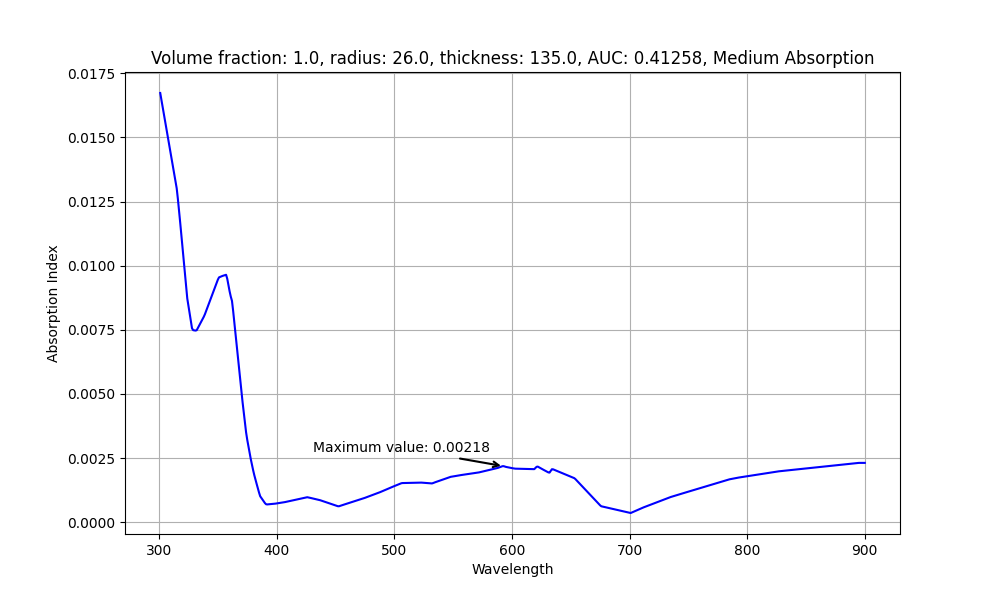 Volume fraction: 1.0, radius: 26.0, thickness: 135.0, AUC: 0.41258, Medium Absorption
0.0175
0.0150
0.0125
0.0100
0.0075
0.0050
0.0025
0.0000
Absorption Index
Maximum value: 0.00218
300 400 500 600 700 800 900
Wavelength